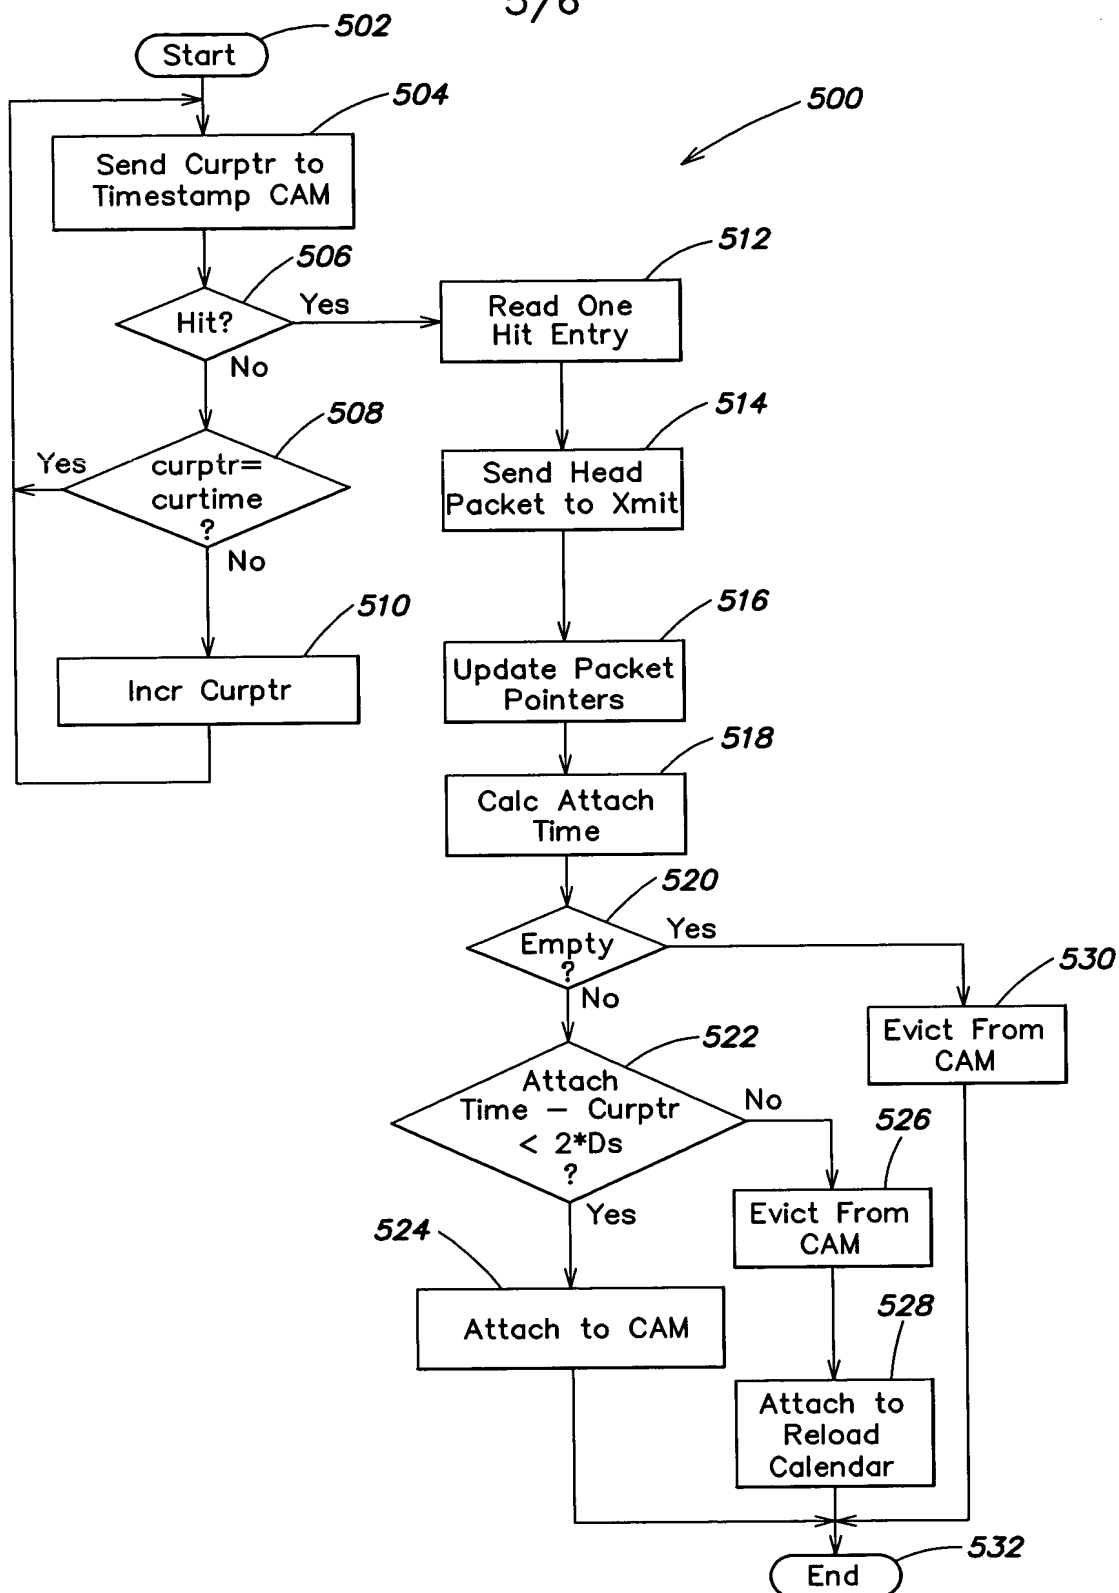 5/6
502
Start
504
500
Send Curptr to
Timestamp CAM
506
512
Hit?
Yes
Read One
Hit Entry
No
508
514
Yes
curptr=
curtime
?
Send Head
Packet to Xmit
No
510
516
Incr Curptr
Update Packet
Pointers
518
Calc Attach
Time
520
Empty
?
Yes
530
No
Evict From
CAM
522
Attach
Time – Curptr
< 2*Ds
?
No
526
Yes
Evict From
CAM
524
528
Attach to CAM
Attach to
Reload
Calendar
532
End